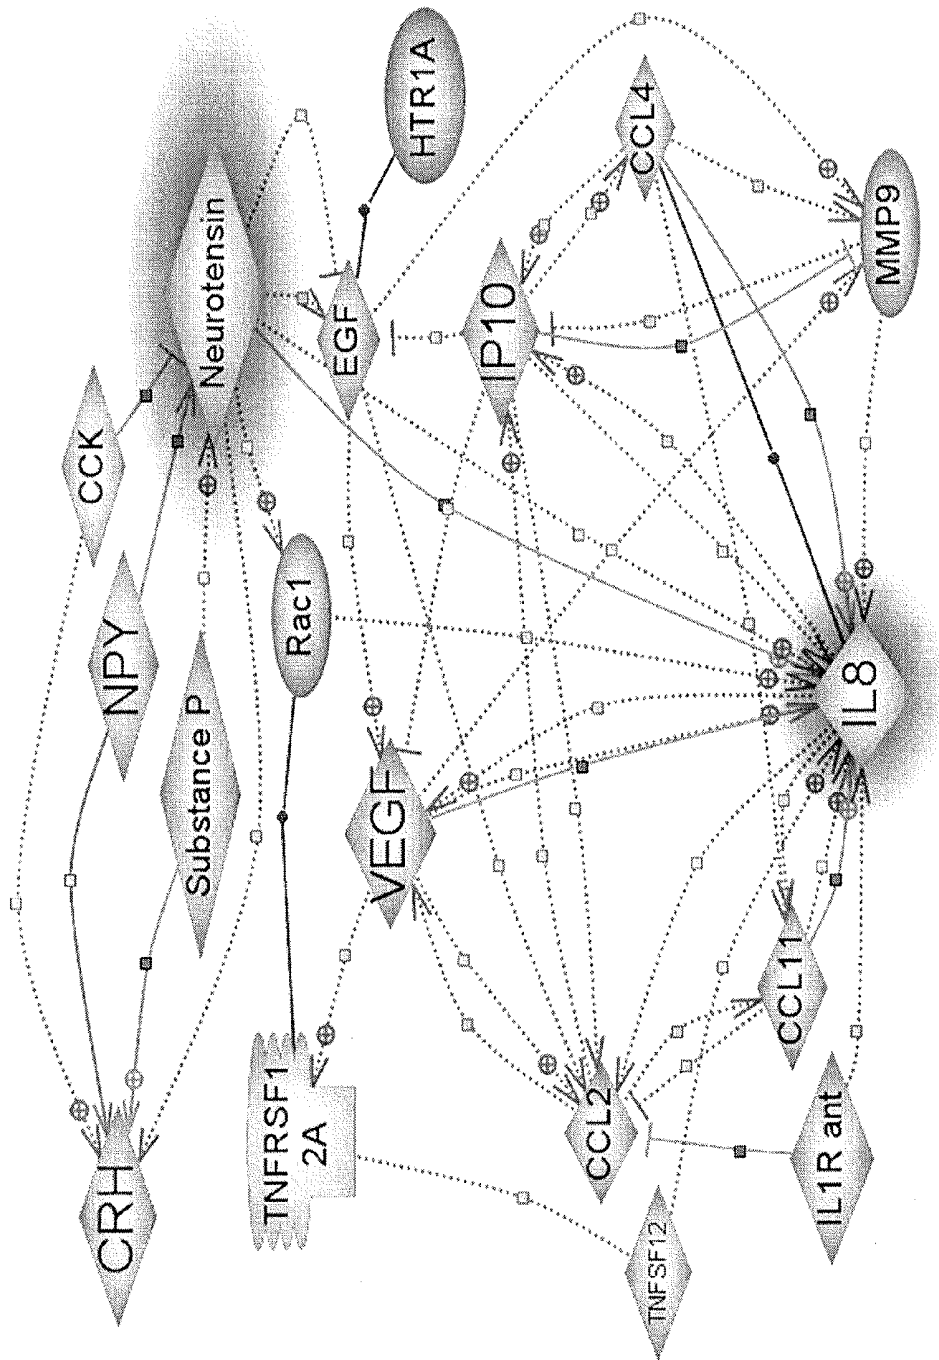 CRH
NPY
CCK
Substance P
Neurotensin
TNFRSF1
2A
Rac1
EGF
HTR1A
VEGF
IP10
CCL4
CCL2
TNFSF12
CCL11
IL1R ant
IL8
MMP9